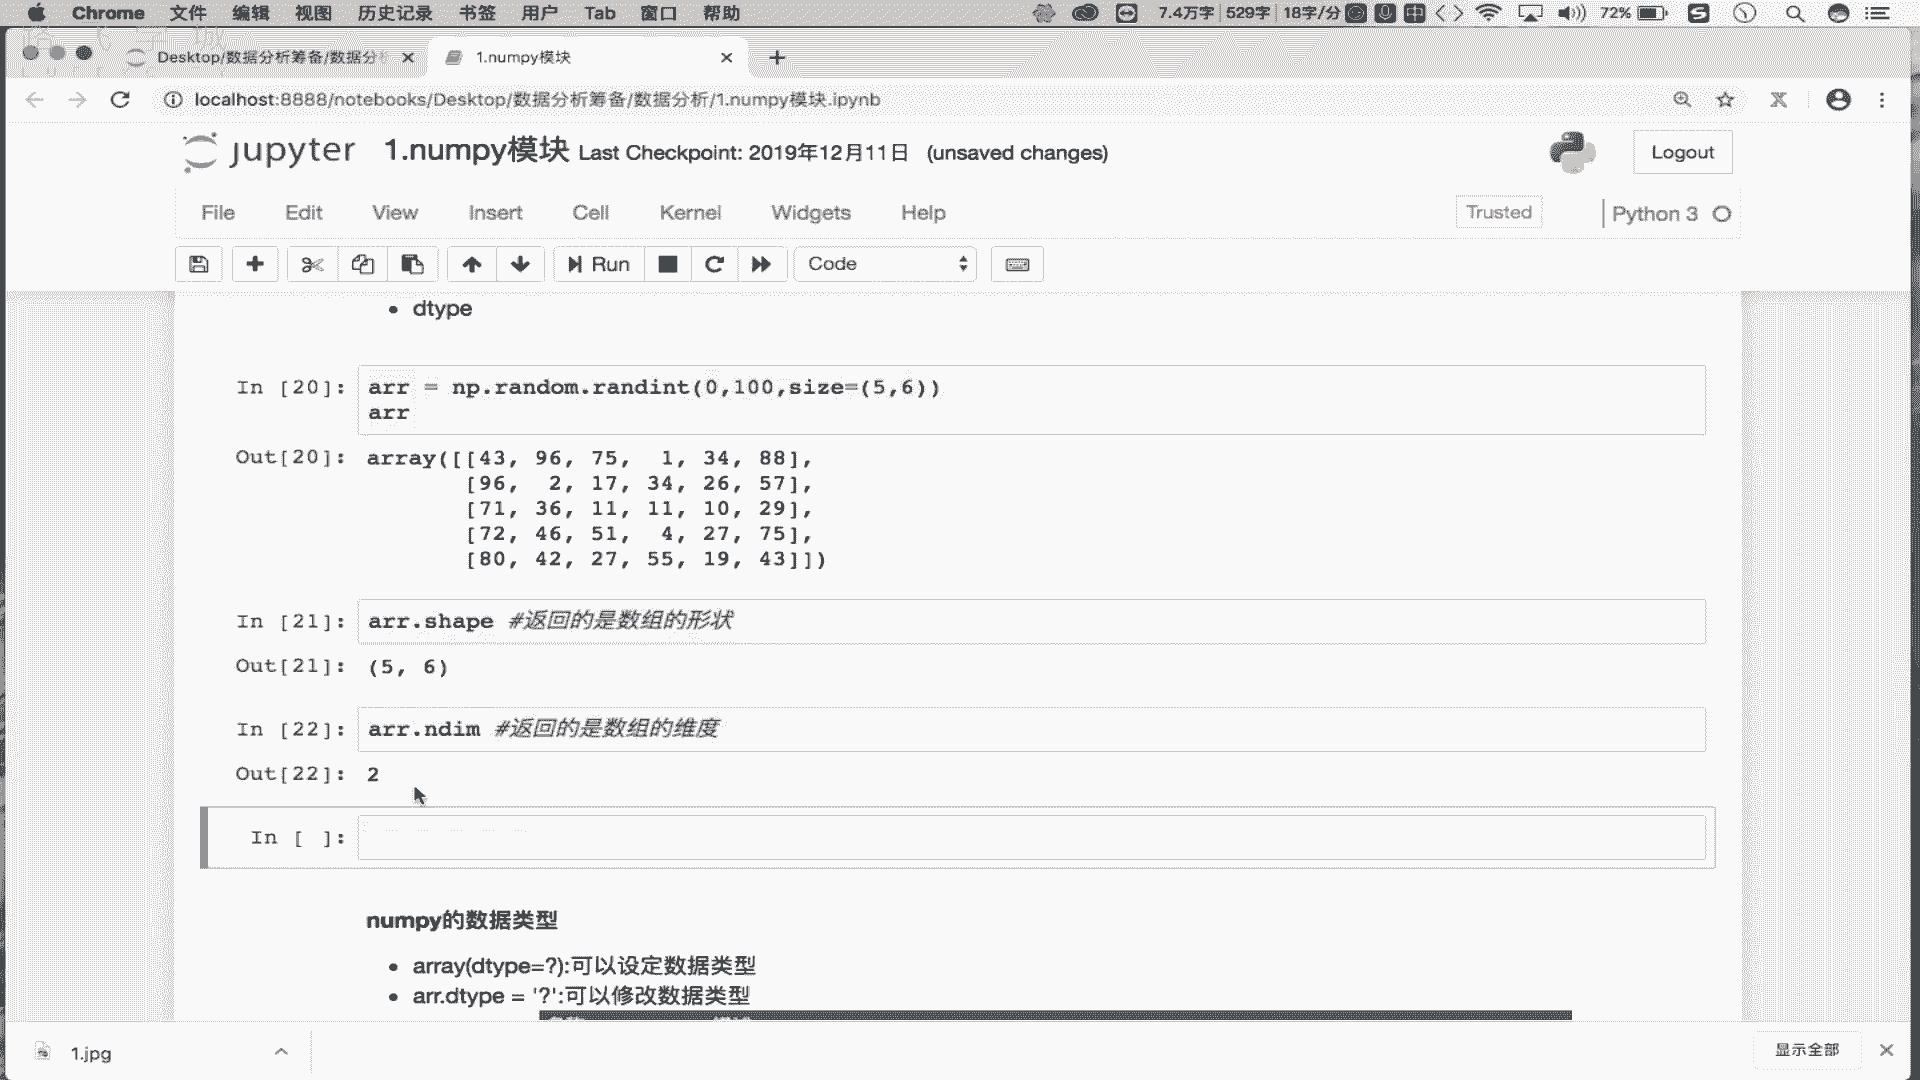 Chrome 文件 编辑 视图 历史记录 书签 用户 Tab 窗口 帮助 7.4万字 529字 18字/分 中 72% S
Desktop/数据分析筹备/数据分析 1.numpy模块
localhost:8888/notebooks/Desktop/数据分析筹备/数据分析/1.numpy模块.ipynb
jupyter 1.numpy模块 Last Checkpoint: 2019年12月11日 (unsaved changes) Logout
File Edit View Insert Cell Kernel Widgets Help Trusted Python 3
Run Code
dtype
In [20]: arr = np.random.randint(0,100,size=(5,6))
arr
Out[20]: array([[43, 96, 75, 1, 34, 88],
[96, 2, 17, 34, 26, 57],
[71, 36, 11, 11, 10, 29],
[72, 46, 51, 4, 27, 75],
[80, 42, 27, 55, 19, 43]])
In [21]: arr.shape #返回的是数组的形状
Out[21]: (5, 6)
In [22]: arr.ndim #返回的是数组的维度
Out[22]: 2
In [ ]:
numpy的数据类型
array(dtype=?):可以设定数据类型
arr.dtype = '?':可以修改数据类型
1.jpg 显示全部